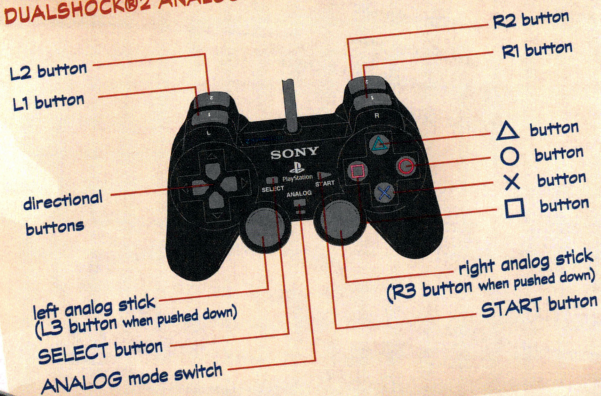 DUALSHOCK®2 ANALOG
L2 button
L1 button
directional
buttons
left analog stick
(L3 button when pushed down)
SELECT button
ANALOG mode switch
R2 button
R1 button
△ button
○ button
✕ button
□ button
right analog stick
(R3 button when pushed down)
START button
L
R
SONY
PlayStation
SELECT
START
ANALOG